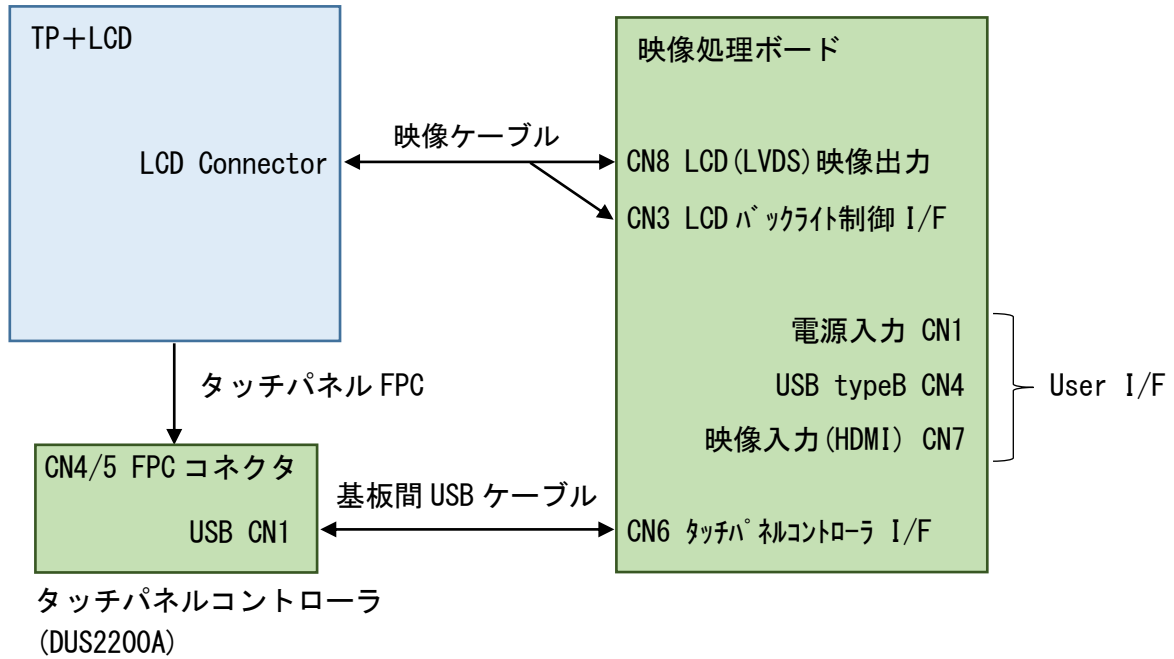 TP+LCD
LCD Connector
映像ケーブル
映像処理ボード
CN8 LCD(LVDS)映像出力
CN3 LCD ﾊﾞｯｸﾗｲﾄ制御 I/F
電源入力 CN1
USB typeB CN4
映像入力(HDMI) CN7
User I/F
タッチパネル FPC
CN4/5 FPC コネクタ
USB CN1
基板間 USB ケーブル
CN6 ﾀｯﾁﾊﾟﾈﾙｺﾝﾄﾛｰﾗ I/F
タッチパネルコントローラ
(DUS2200A)